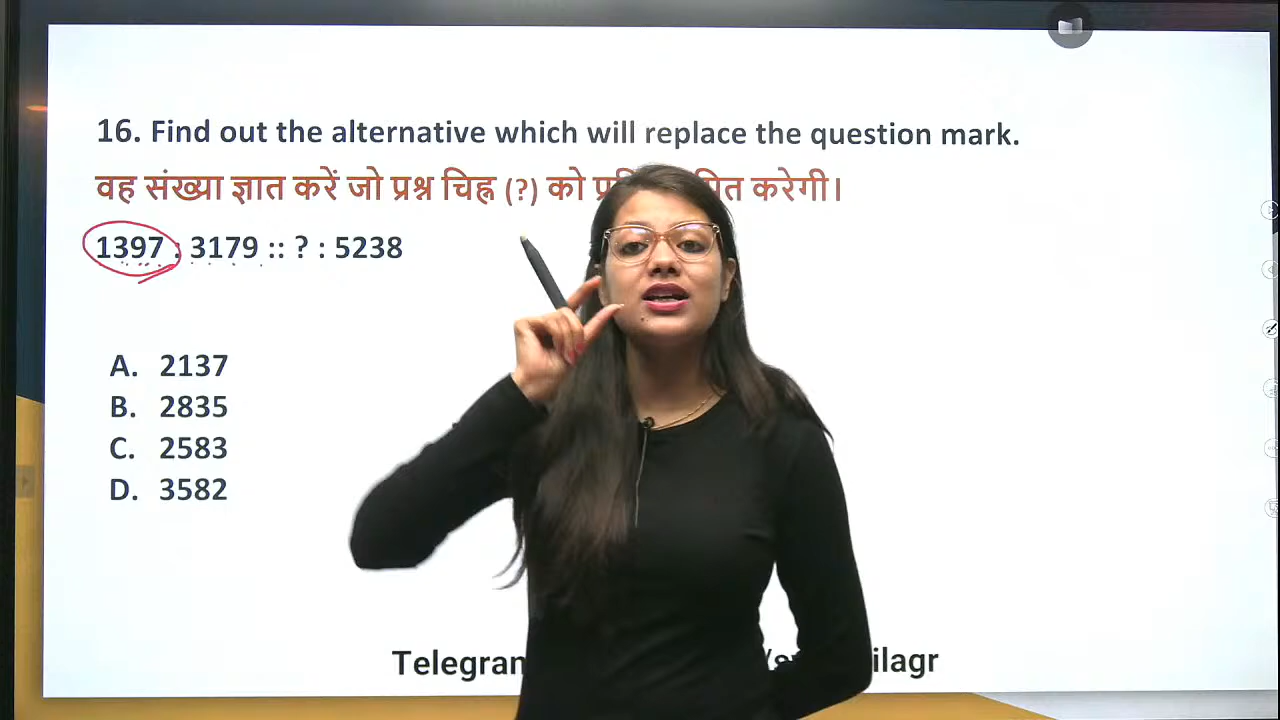 16. Find out the alternative which will replace the question mark.
वह संख्या ज्ञात करें जो प्रश्न चिह्न (?) को करेगी।
1397 : 3179 :: ? : 5238
A. 2137
B. 2835
C. 2583
D. 3582